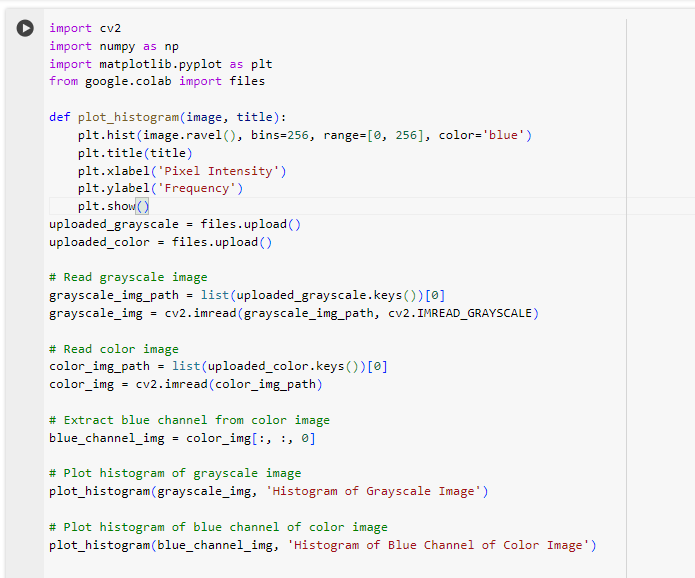 import cv2
import numpy as np
import matplotlib.pyplot as plt
from google.colab import files

def plot_histogram(image, title):
    plt.hist(image.ravel(), bins=256, range=[0, 256], color='blue')
    plt.title(title)
    plt.xlabel('Pixel Intensity')
    plt.ylabel('Frequency')
    plt.show()
uploaded_grayscale = files.upload()
uploaded_color = files.upload()

# Read grayscale image
grayscale_img_path = list(uploaded_grayscale.keys())[0]
grayscale_img = cv2.imread(grayscale_img_path, cv2.IMREAD_GRAYSCALE)

# Read color image
color_img_path = list(uploaded_color.keys())[0]
color_img = cv2.imread(color_img_path)

# Extract blue channel from color image
blue_channel_img = color_img[:, :, 0]

# Plot histogram of grayscale image
plot_histogram(grayscale_img, 'Histogram of Grayscale Image')

# Plot histogram of blue channel of color image
plot_histogram(blue_channel_img, 'Histogram of Blue Channel of Color Image')